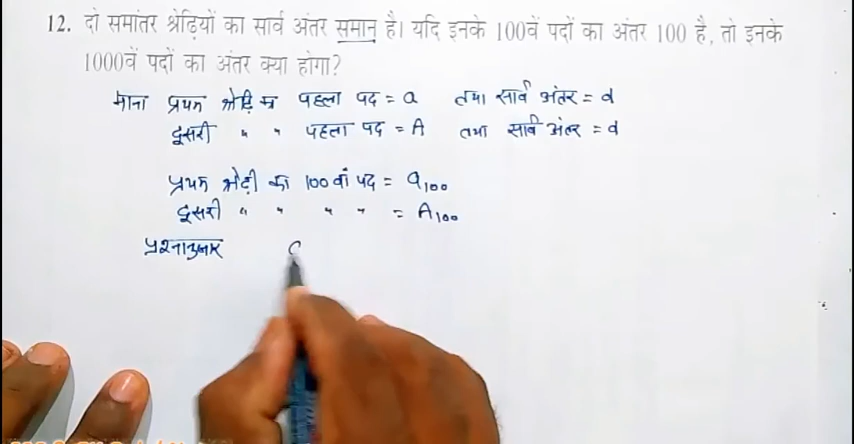 12. दो समांतर श्रेढ़ियों का सार्व अंतर समान है। यदि इनके 100वें पदों का अंतर 100 है, तो इनके
1000वें पदों का अंतर क्या होगा?
माना प्रथम श्रेढ़ि का पहला पद = a तथा सार्व अंतर = d
दूसरी " " पहला पद = A तथा सार्व अंतर = d
प्रथम श्रेढ़ी का 100 वां पद = a₁₀₀
दूसरी " " " " = A₁₀₀
प्रश्नानुसार